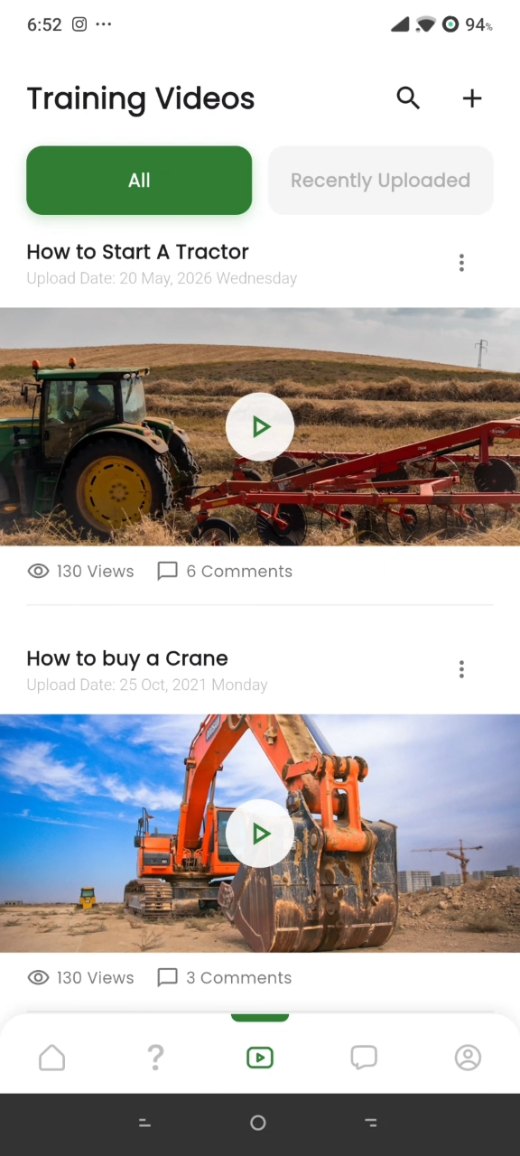 6:52
94%
Training Videos
All
Recently Uploaded
How to Start A Tractor
Upload Date: 20 May, 2026 Wednesday
130 Views
6 Comments
How to buy a Crane
Upload Date: 25 Oct, 2021 Monday
130 Views
3 Comments